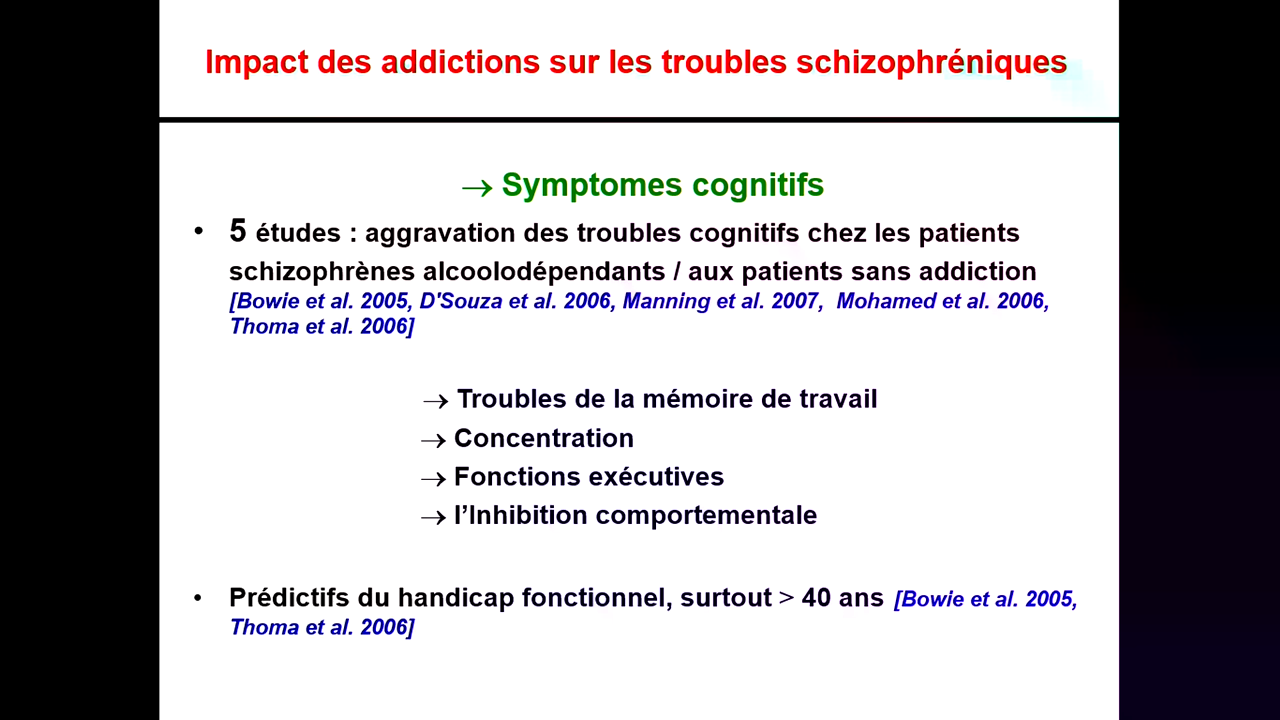 Impact des addictions sur les troubles schizophréniques
→ Symptomes cognitifs
• 5 études : aggravation des troubles cognitifs chez les patients
schizophrènes alcoolodépendants / aux patients sans addiction
[Bowie et al. 2005, D'Souza et al. 2006, Manning et al. 2007, Mohamed et al. 2006,
Thoma et al. 2006]
→ Troubles de la mémoire de travail
→ Concentration
→ Fonctions exécutives
→ l’Inhibition comportementale
• Prédictifs du handicap fonctionnel, surtout > 40 ans [Bowie et al. 2005,
Thoma et al. 2006]